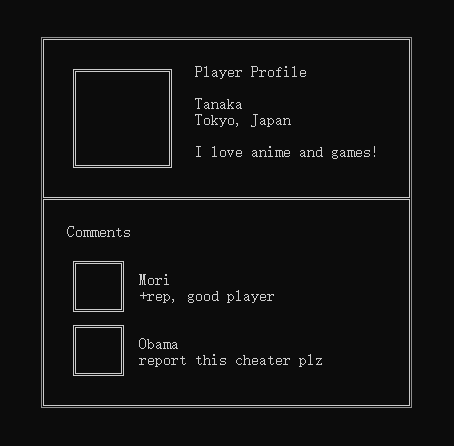 Player Profile
Tanaka
Tokyo, Japan
I love anime and games!
Comments
Mori
+rep, good player
Obama
report this cheater plz